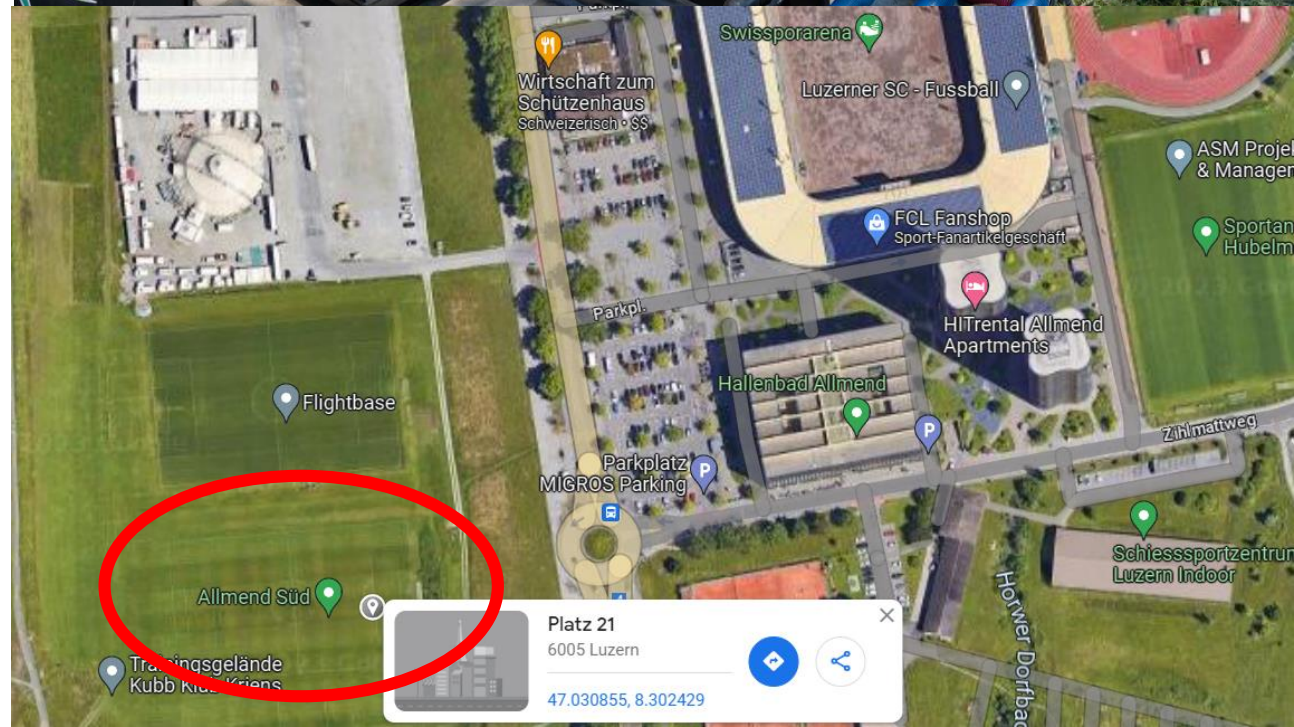 Swissporarena
Wirtschaft zum
Schützenhaus
Schweizerisch • $$
Luzerner SC - Fussball
ASM Proje
& Manager
FCL Fanshop
Sport-Fanartikelgeschäft
Sportan
Hubelm
Parkpl.
HITrental Allmend
Apartments
Flightbase
Hallenbad Allmend
P
Zihlmattweg
Parkplatz
MIGROS Parking
P
Schiesssportzentrum
Luzern Indoor
Allmend Süd
Horwer Dorfbac
Trainingsgelände
Kubb Klub Kriens
Platz 21
6005 Luzern
47.030855, 8.302429